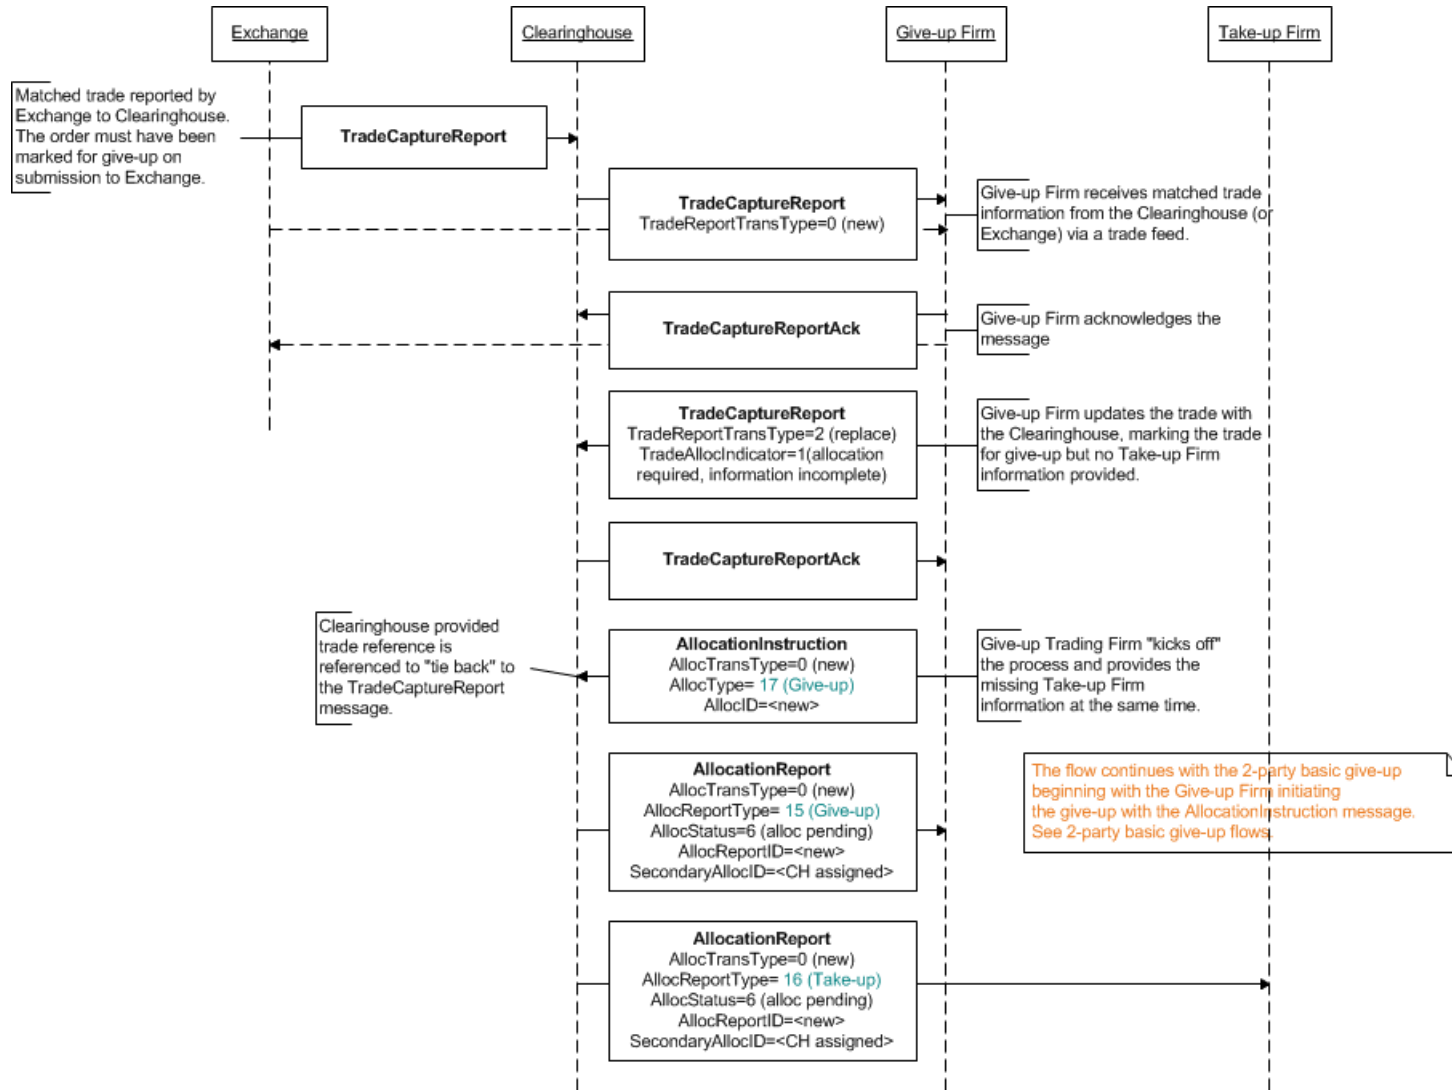 Exchange
Clearinghouse
Give-up Firm
Take-up Firm
Matched trade reported by
Exchange to Clearinghouse.
The order must have been
marked for give-up on
submission to Exchange.
TradeCaptureReport
TradeCaptureReport
TradeReportTransType=0 (new)
Give-up Firm receives matched trade
information from the Clearinghouse (or
Exchange) via a trade feed.
TradeCaptureReportAck
Give-up Firm acknowledges the
message
TradeCaptureReport
TradeReportTransType=2 (replace)
TradeAllocIndicator=1(allocation
required, information incomplete)
Give-up Firm updates the trade with
the Clearinghouse, marking the trade
for give-up but no Take-up Firm
information provided.
TradeCaptureReportAck
Clearinghouse provided
trade reference is
referenced to "tie back" to
the TradeCaptureReport
message.
AllocationInstruction
AllocTransType=0 (new)
AllocType= 17 (Give-up)
AllocID=<new>
Give-up Trading Firm "kicks off"
the process and provides the
missing Take-up Firm
information at the same time.
AllocationReport
AllocTransType=0 (new)
AllocReportType= 15 (Give-up)
AllocStatus=6 (alloc pending)
AllocReportID=<new>
SecondaryAllocID=<CH assigned>
The flow continues with the 2-party basic give-up
beginning with the Give-up Firm initiating
the give-up with the AllocationInstruction message.
See 2-party basic give-up flows.
AllocationReport
AllocTransType=0 (new)
AllocReportType= 16 (Take-up)
AllocStatus=6 (alloc pending)
AllocReportID=<new>
SecondaryAllocID=<CH assigned>